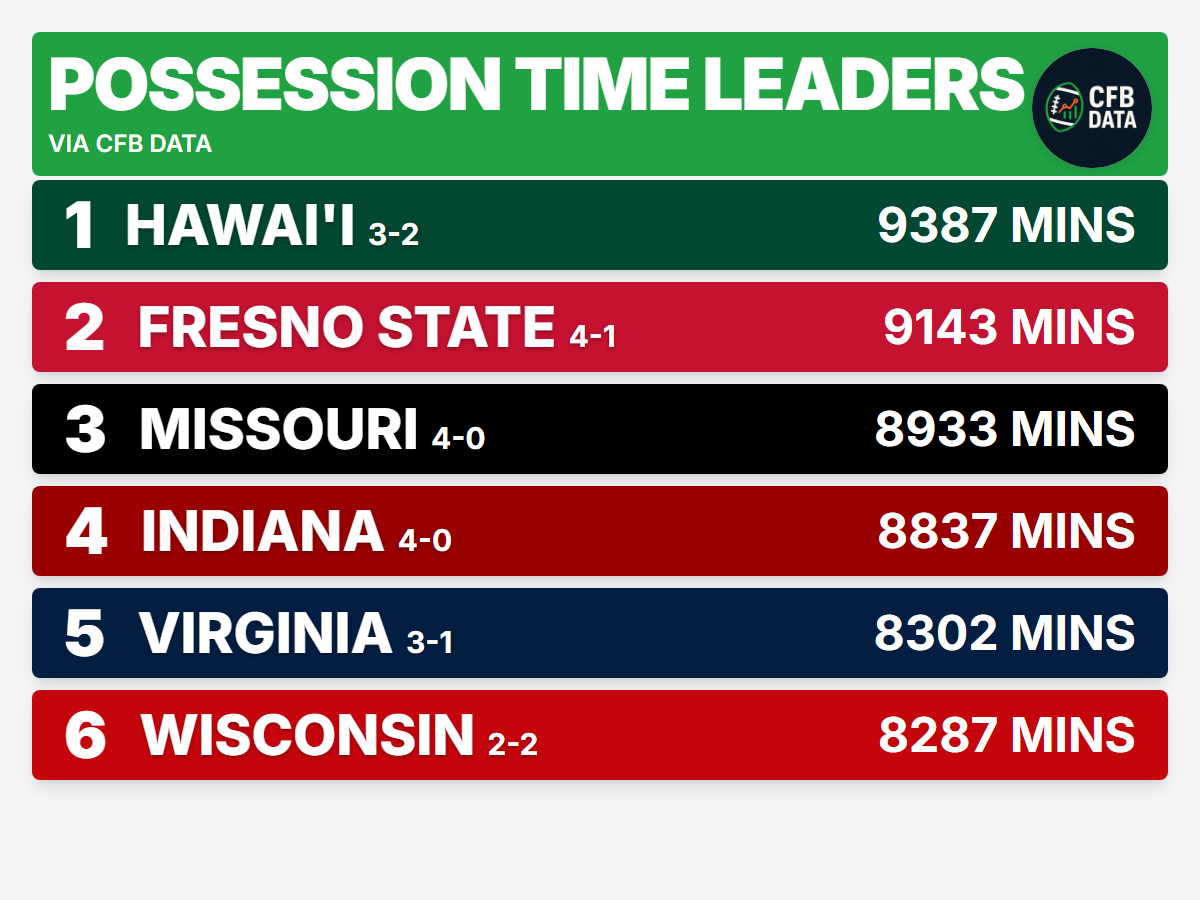 POSSESSION TIME LEADERS
VIA CFB DATA
CFB
DATA
1 HAWAI'I 3-2 9387 MINS
2 FRESNO STATE 4-1 9143 MINS
3 MISSOURI 4-0 8933 MINS
4 INDIANA 4-0 8837 MINS
5 VIRGINIA 3-1 8302 MINS
6 WISCONSIN 2-2 8287 MINS